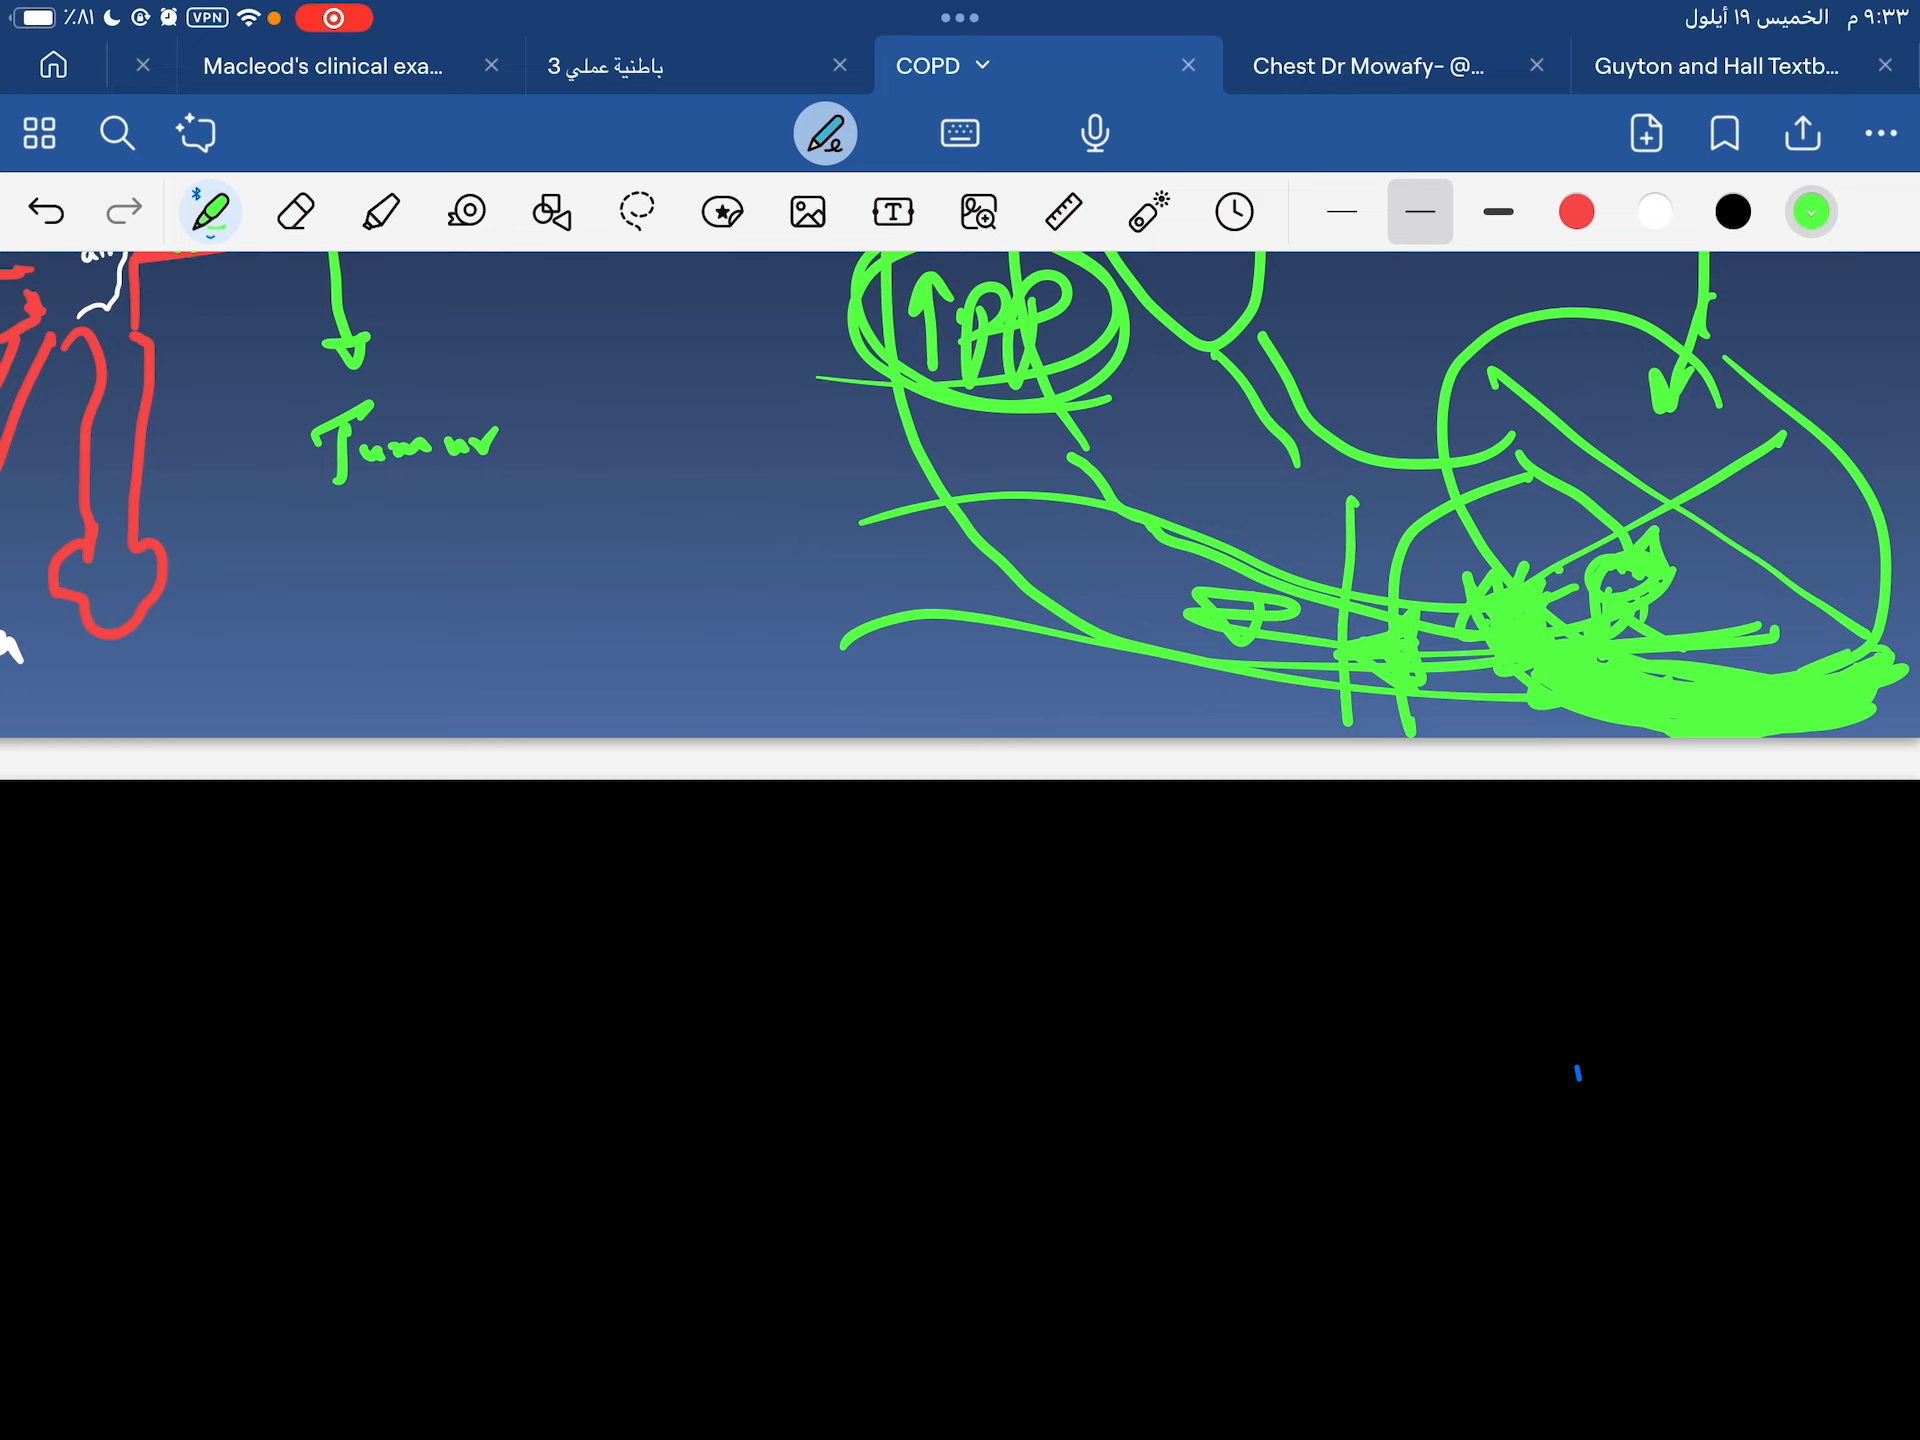 ٪٨١ VPN ٩:٣٣ م الخميس ١٩ أيلول
Macleod's clinical exa... باطنية عملي 3 COPD Chest Dr Mowafy- @... Guyton and Hall Textb...
T
↑PP
Tumor